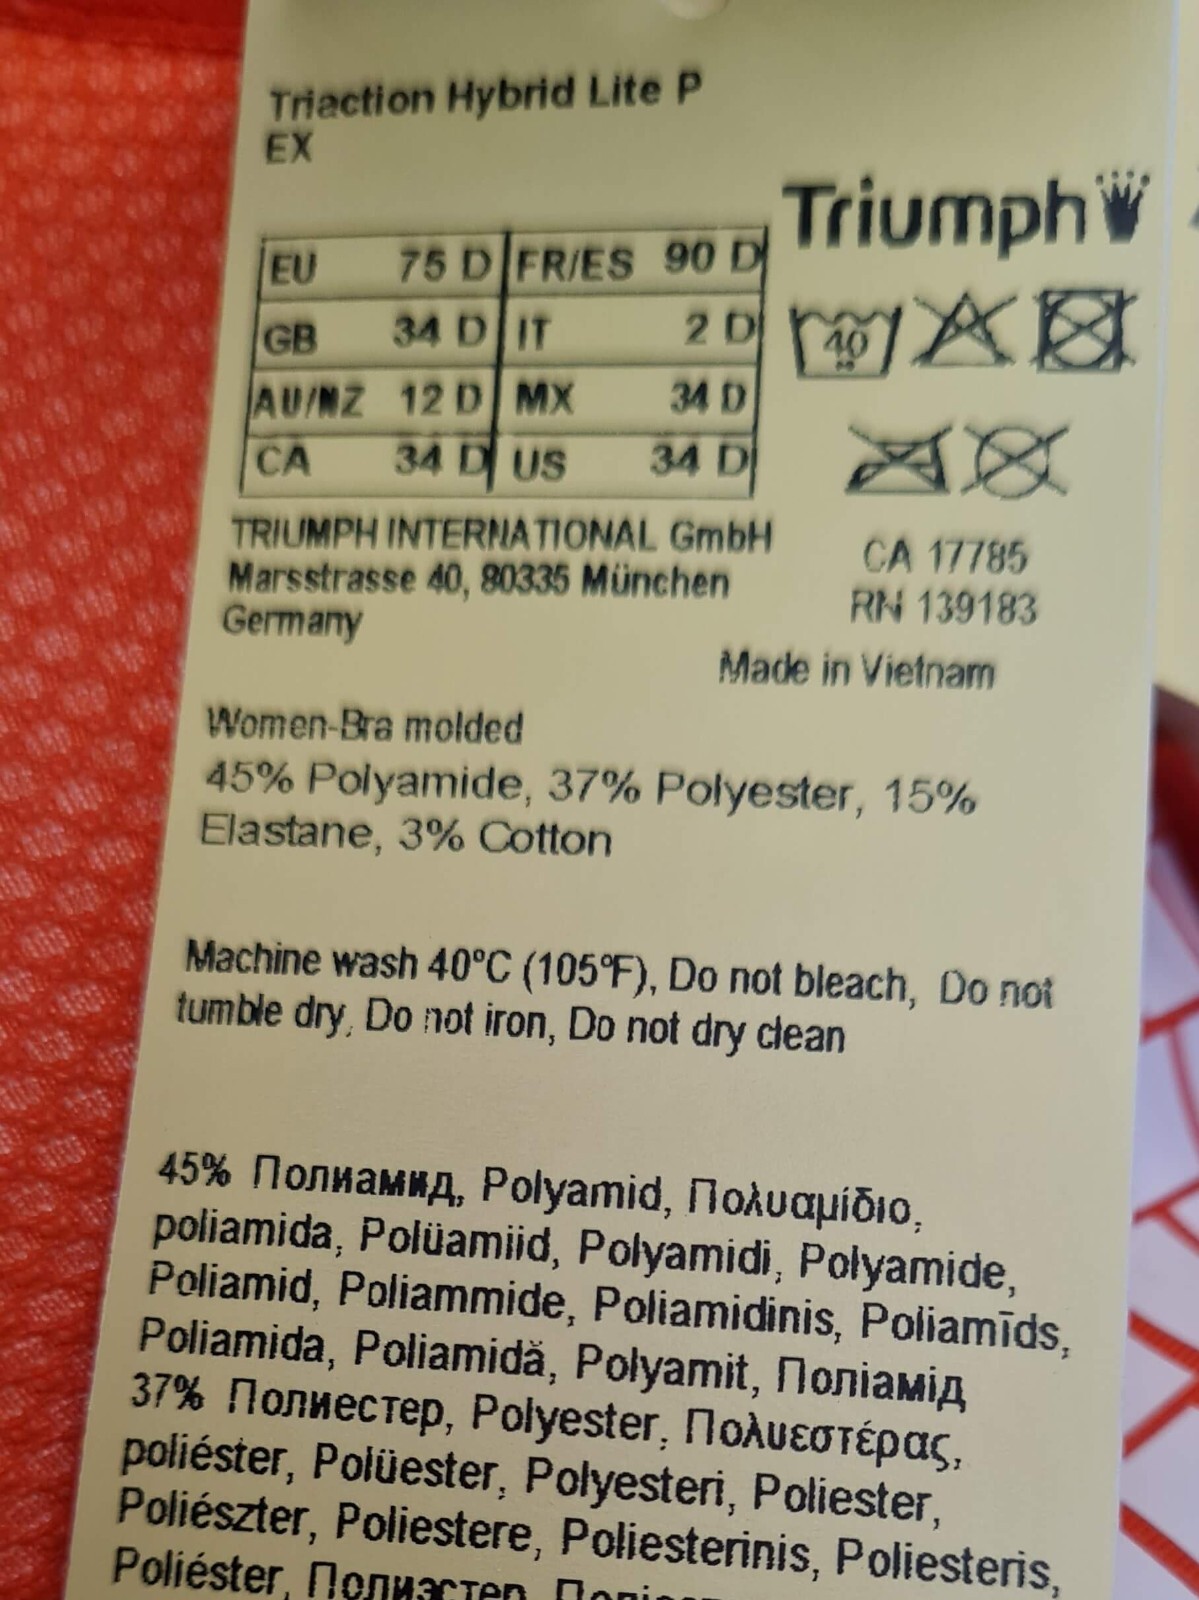 Triaction Hybrid Lite P
EX
Triumph
EU 75 D FR/ES 90 D
GB 34 D IT 2 D
AU/NZ 12 D MX 34 D
CA 34 D US 34 D
40
TRIUMPH INTERNATIONAL GmbH
Marsstrasse 40, 80335 München
Germany
CA 17785
RN 139183
Made in Vietnam
Women-Bra molded
45% Polyamide, 37% Polyester, 15%
Elastane, 3% Cotton
Machine wash 40°C (105°F), Do not bleach, Do not
tumble dry, Do not iron, Do not dry clean
45% Полиамид, Polyamid, Πολυαμίδιο,
poliamida, Polüamiid, Polyamidi, Polyamide,
Poliamid, Poliammide, Poliamidinis, Poliamīds,
Poliamida, Poliamidă, Polyamit, Поліамід
37% Полиестер, Polyester, Πολυεστέρας,
poliéster, Polüester, Polyesteri, Poliester,
Poliészter, Poliestere, Poliesterinis, Poliesteris,
Poliéster, Полиэстер,